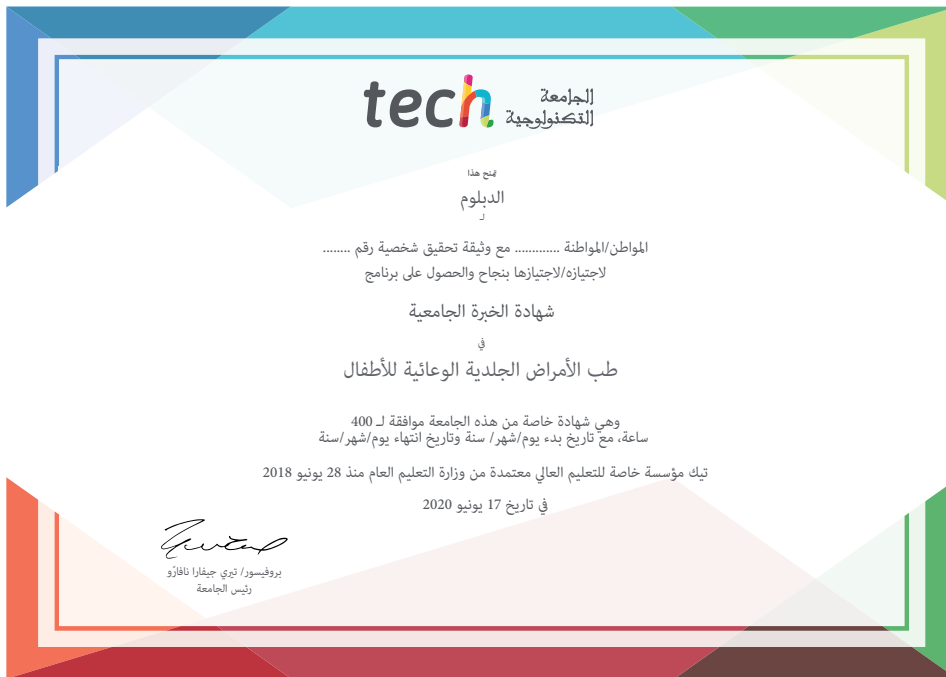 tech الجامعة
التكنولوجية
يمنح هذا
الدبلوم
لـ
المواطن/المواطنة ............. مع وثيقة تحقيق شخصية رقم ........
لاجتيازه/لاجتيازها بنجاح والحصول على برنامج
شهادة الخبرة الجامعية
في
طب الأمراض الجلدية الوعائية للأطفال
وهي شهادة خاصة من هذه الجامعة موافقة لـ 400
ساعة، مع تاريخ بدء يوم/شهر/ سنة وتاريخ انتهاء يوم/شهر/سنة
تيك مؤسسة خاصة للتعليم العالي معتمدة من وزارة التعليم العام منذ 28 يونيو 2018
في تاريخ 17 يونيو 2020
بروفيسور/ تيري جيفارا نافارّو
رئيس الجامعة